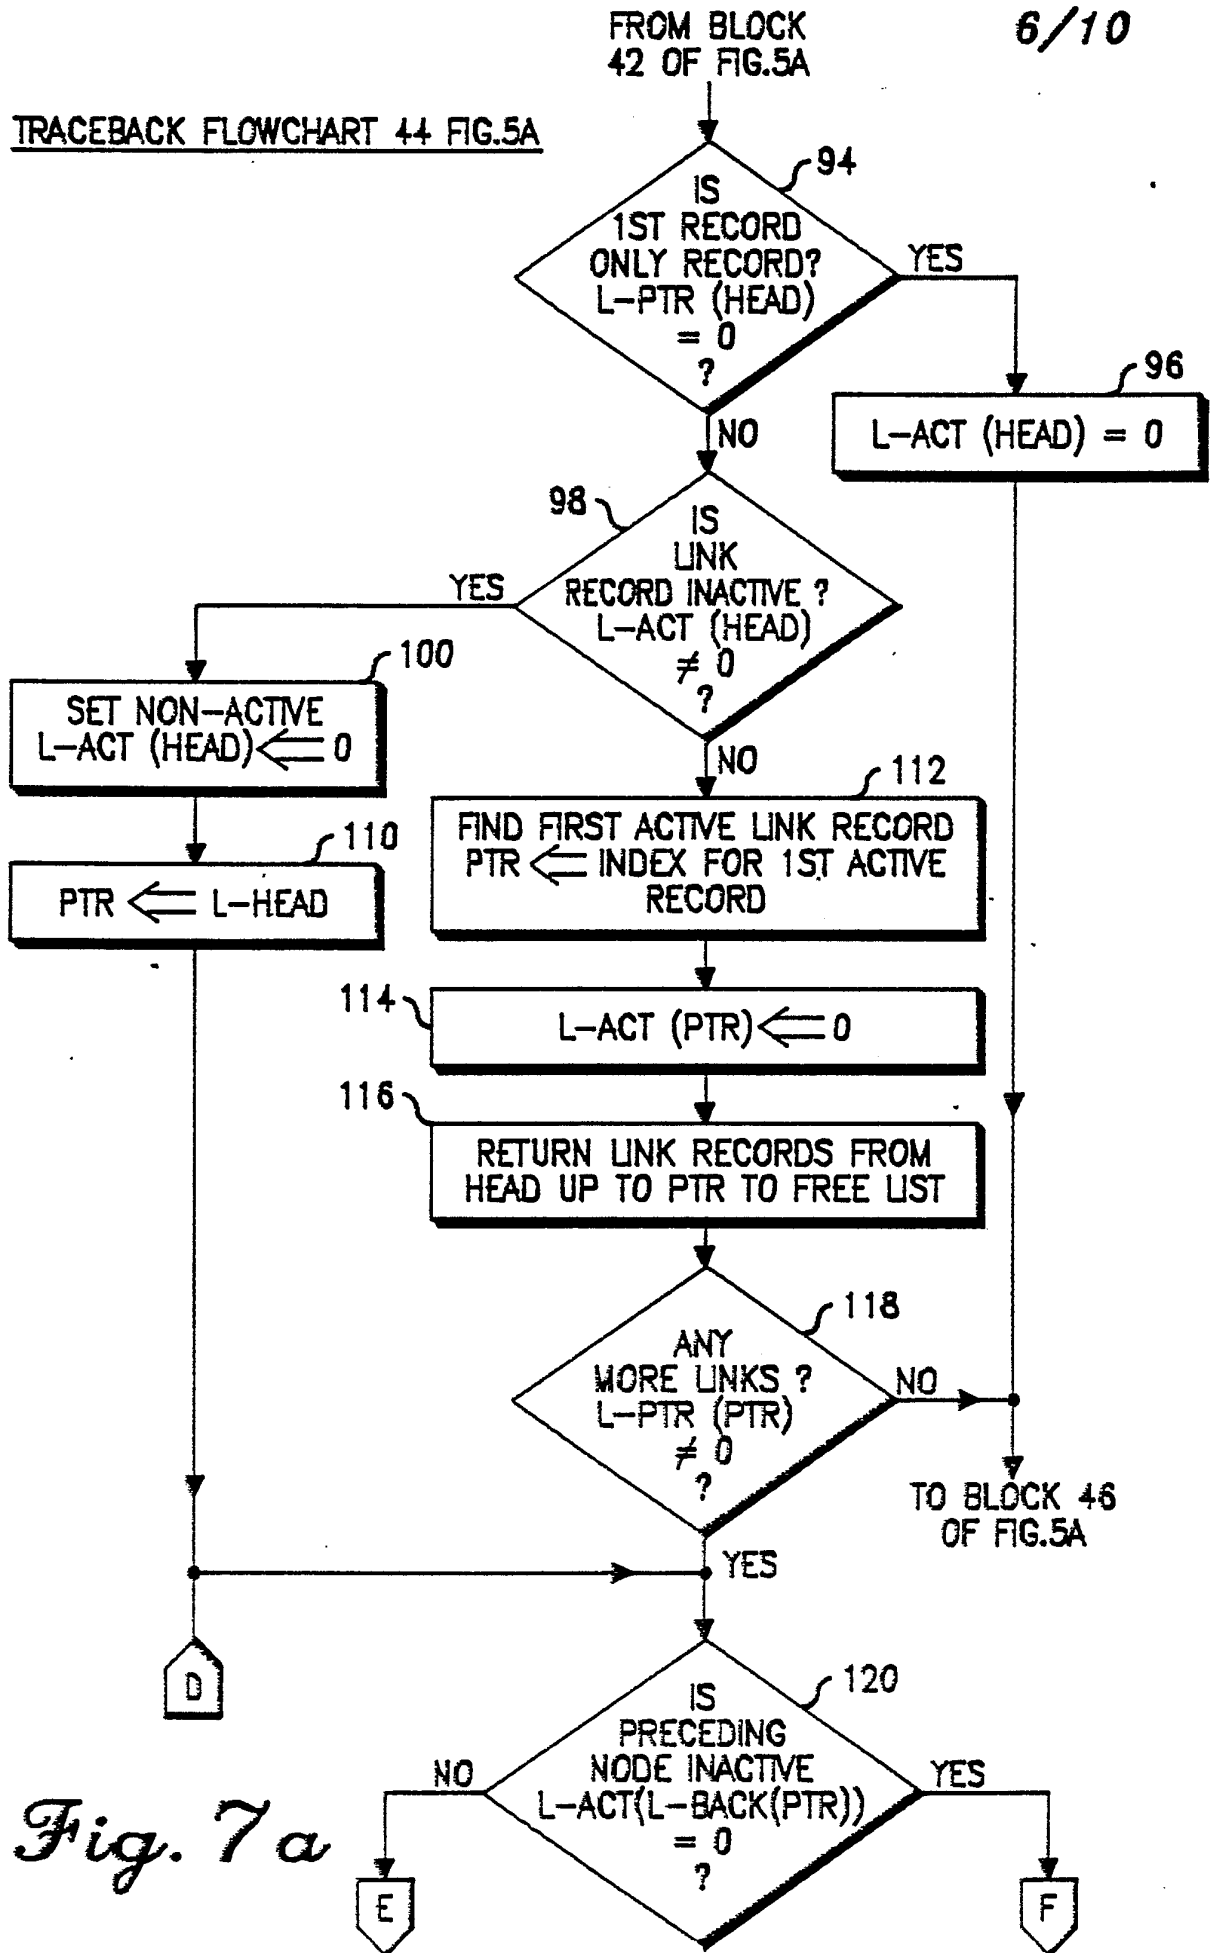 FROM BLOCK
42 OF FIG.5A
6/10
TRACEBACK FLOWCHART 44 FIG.5A
94
IS
1ST RECORD
ONLY RECORD?
L-PTR (HEAD)
= 0
?
YES
NO
96
L-ACT (HEAD) = 0
98
IS
LINK
RECORD INACTIVE ?
L-ACT (HEAD)
≠ 0
?
YES
NO
100
SET NON-ACTIVE
L-ACT (HEAD) ⇐ 0
110
PTR ⇐ L-HEAD
112
FIND FIRST ACTIVE LINK RECORD
PTR ⇐ INDEX FOR 1ST ACTIVE
RECORD
114
L-ACT (PTR) ⇐ 0
116
RETURN LINK RECORDS FROM
HEAD UP TO PTR TO FREE LIST
118
ANY
MORE LINKS ?
L-PTR (PTR)
≠ 0
?
NO
TO BLOCK 46
OF FIG.5A
YES
D
120
IS
PRECEDING
NODE INACTIVE
L-ACT(L-BACK(PTR))
= 0
?
NO
YES
E
F
Fig. 7a